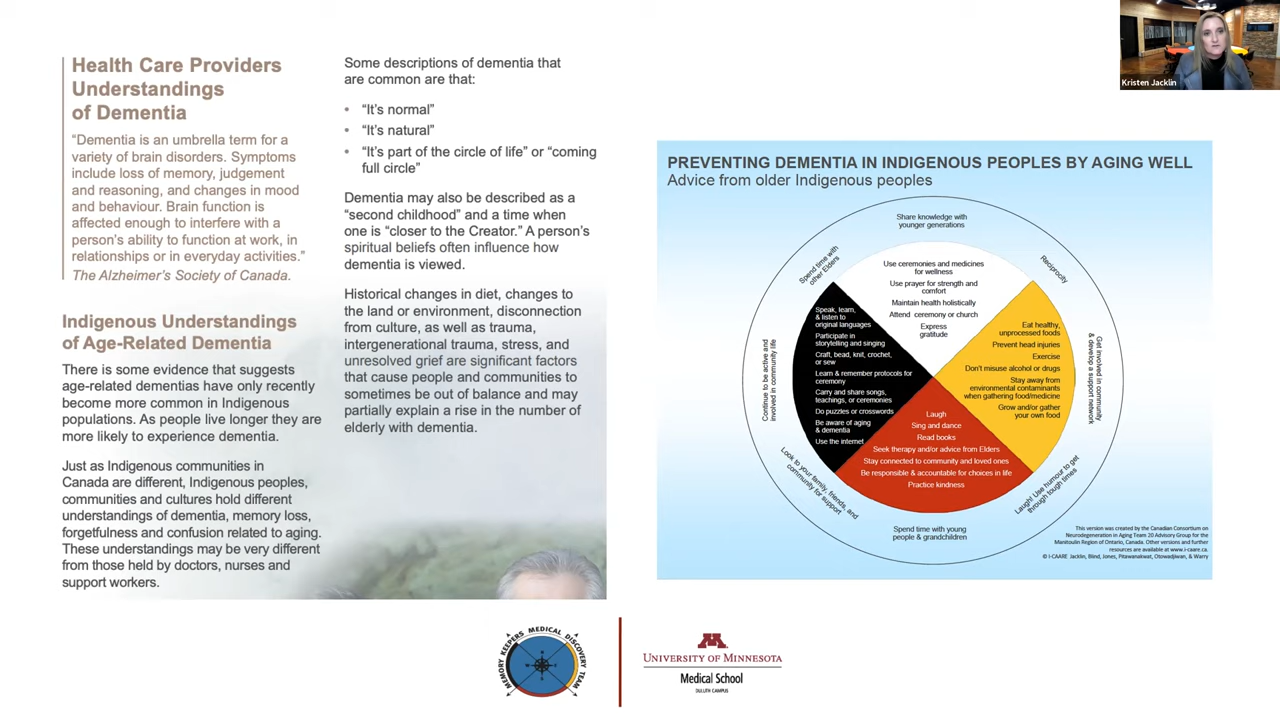 Health Care Providers
Understandings
of Dementia
“Dementia is an umbrella term for a
variety of brain disorders. Symptoms
include loss of memory, judgement
and reasoning, and changes in mood
and behaviour. Brain function is
affected enough to interfere with a
person’s ability to function at work, in
relationships or in everyday activities.”
The Alzheimer’s Society of Canada.
Indigenous Understandings
of Age-Related Dementia
There is some evidence that suggests
age-related dementias have only recently
become more common in Indigenous
populations. As people live longer they are
more likely to experience dementia.
Just as Indigenous communities in
Canada are different, Indigenous peoples,
communities and cultures hold different
understandings of dementia, memory loss,
forgetfulness and confusion related to aging.
These understandings may be very different
from those held by doctors, nurses and
support workers.
Some descriptions of dementia that
are common are that:
• “It’s normal”
• “It’s natural”
• “It’s part of the circle of life” or “coming
full circle”
Dementia may also be described as a
“second childhood” and a time when
one is “closer to the Creator.” A person’s
spiritual beliefs often influence how
dementia is viewed.
Historical changes in diet, changes to
the land or environment, disconnection
from culture, as well as trauma,
intergenerational trauma, stress, and
unresolved grief are significant factors
that cause people and communities to
sometimes be out of balance and may
partially explain a rise in the number of
elderly with dementia.
Kristen Jacklin
PREVENTING DEMENTIA IN INDIGENOUS PEOPLES BY AGING WELL
Advice from older Indigenous peoples
Share knowledge with
younger generations
Reciprocity
Get involved in community
& develop a support network
Laugh! Use humour to get
through tough times
Spend time with young
people & grandchildren
Look to your family, friends, and
community for support
Continue to be active and
involved in community life
Spend time with
other Elders
Use ceremonies and medicines
for wellness
Use prayer for strength and
comfort
Maintain health holistically
Attend ceremony or church
Express
gratitude
Eat healthy,
unprocessed foods
Prevent head injuries
Exercise
Don’t misuse alcohol or drugs
Stay away from
environmental contaminants
when gathering food/medicine
Grow and/or gather
your own food
Laugh
Sing and dance
Read books
Seek therapy and/or advice from Elders
Stay connected to community and loved ones
Be responsible & accountable for choices in life
Practice kindness
Speak, learn,
& listen to
original languages
Participate in
storytelling and singing
Craft, bead, knit, crochet,
or sew
Learn & remember protocols for
ceremony
Carry and share songs,
teachings, or ceremonies
Do puzzles or crosswords
Be aware of aging
& dementia
Use the internet
This version was created by the Canadian Consortium on
Neurodegeneration in Aging Team 20 Advisory Group for the
Manitoulin Region of Ontario, Canada. Other versions and further
resources are available at www.i-caare.ca.
© I-CAARE Jacklin, Blind, Jones, Pitawanakwat, Otowadjiwan, & Warry
MEMORY KEEPERS MEDICAL DISCOVERY TEAM
UNIVERSITY OF MINNESOTA
Medical School
DULUTH CAMPUS